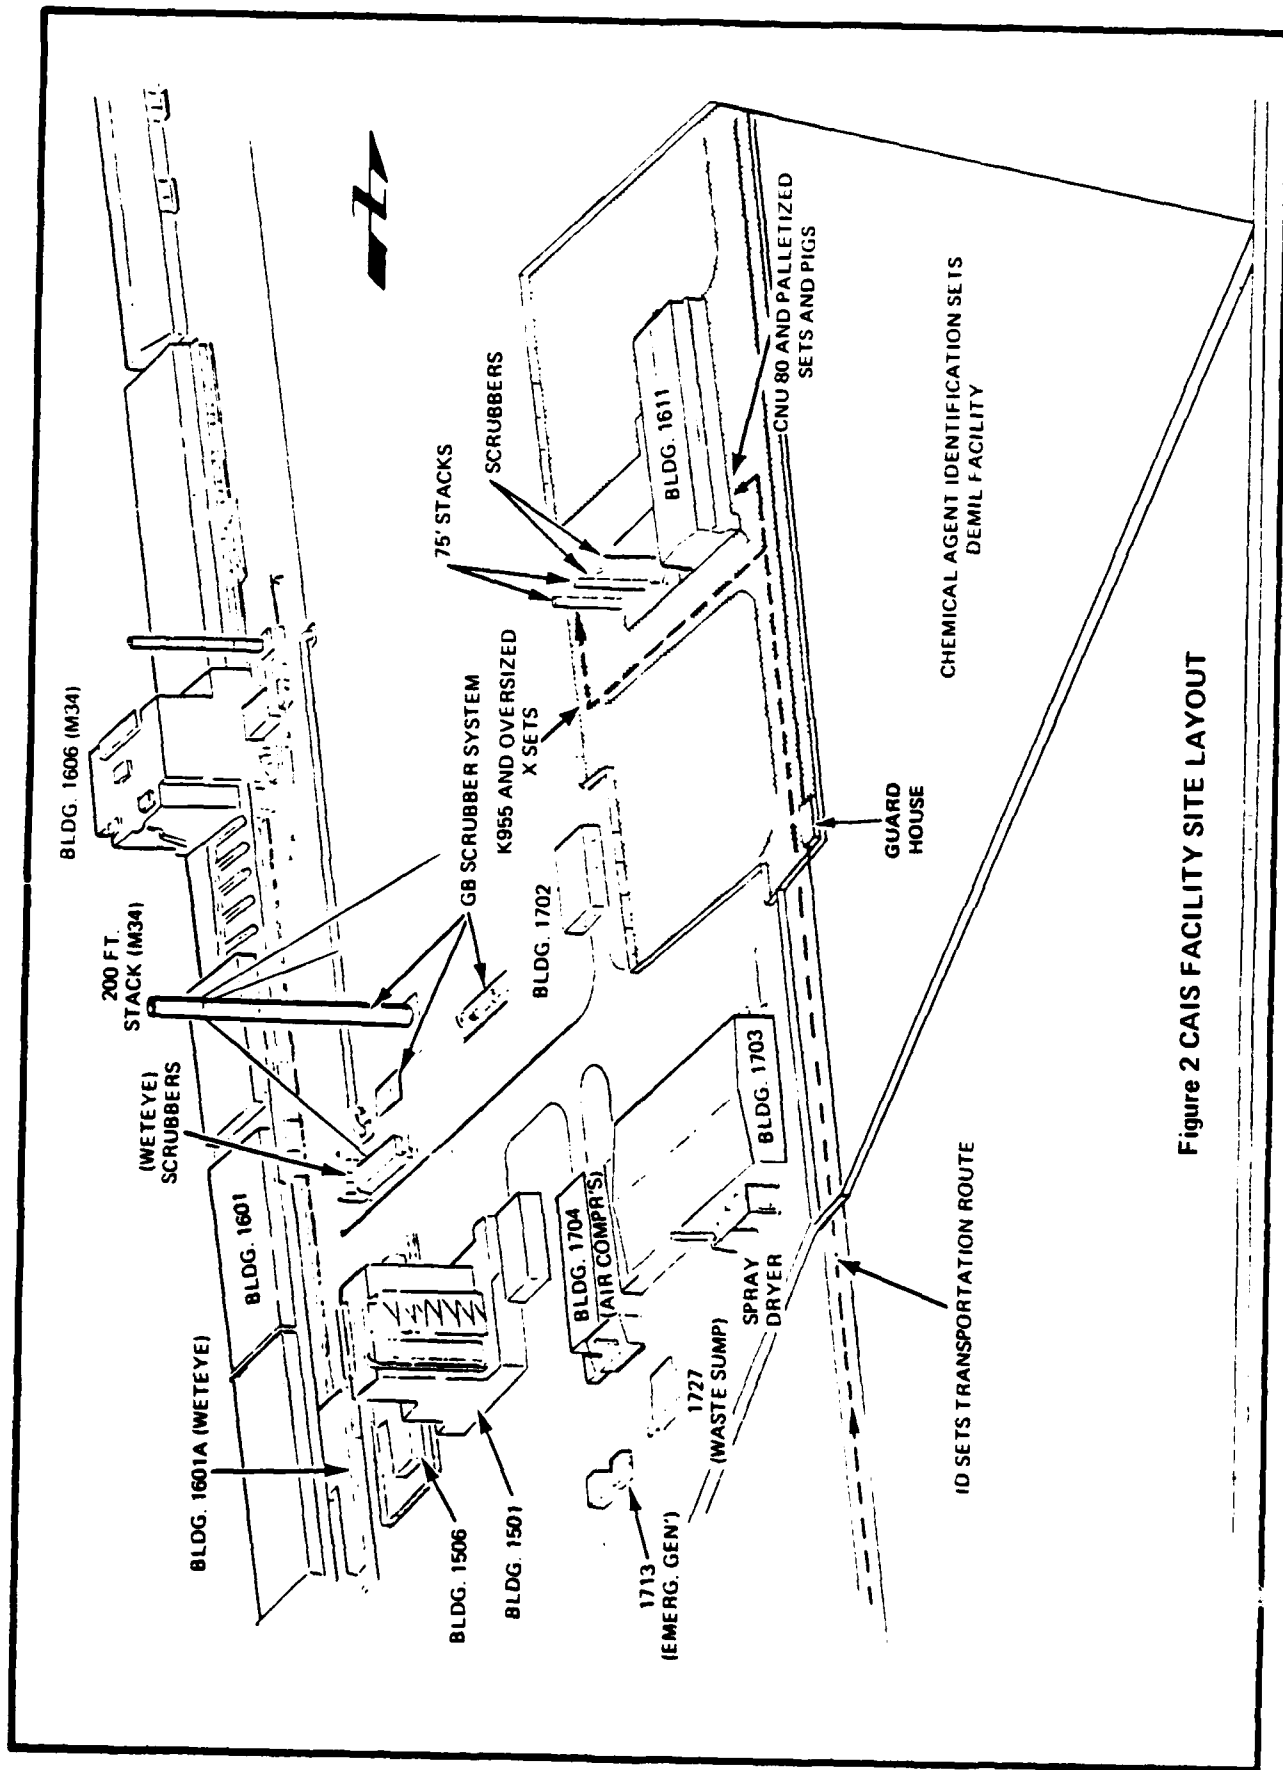 BLDG. 1606 (M34)
200 FT.
STACK (M34)
(WETEYE)
SCRUBBERS
BLDG. 1601
BLDG. 1601A (WETEYE)
75' STACKS
SCRUBBERS
GB SCRUBBER SYSTEM
K955 AND OVERSIZED
X SETS
BLDG. 1611
CNU 80 AND PALLETIZED
SETS AND PIGS
BLDG. 1702
BLDG. 1506
BLDG. 1501
BLDG. 1704
(AIR COMPR'S)
BLDG. 1703
1713
(EMERG. GEN')
1727
(WASTE SUMP)
SPRAY
DRYER
GUARD
HOUSE
ID SETS TRANSPORTATION ROUTE
CHEMICAL AGENT IDENTIFICATION SETS
DEMIL FACILITY
Figure 2 CAIS FACILITY SITE LAYOUT